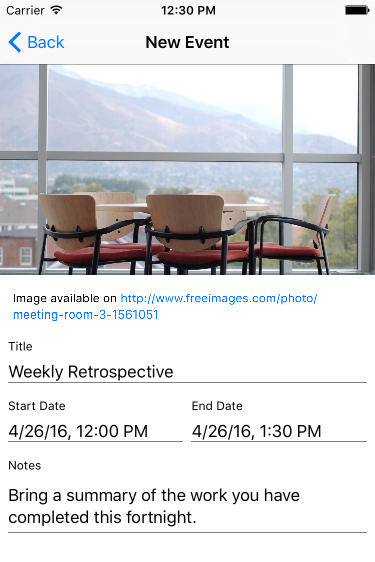 Carrier 12:30 PM
Back New Event
Image available on http://www.freeimages.com/photo/
meeting-room-3-1561051
Title
Weekly Retrospective
Start Date End Date
4/26/16, 12:00 PM 4/26/16, 1:30 PM
Notes
Bring a summary of the work you have
completed this fortnight.